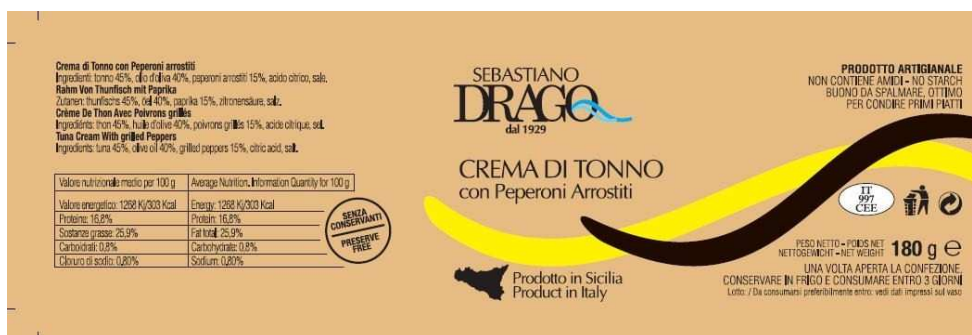 Crema di Tonno con Peperoni arrostiti
Ingredienti: tonno 45%, olio d'oliva 40%, peperoni arrostiti 15%, acido citrico, sale.
Rahm Von Thunfisch mit Paprika
Zutanen: thunfischs 45%, öel 40%, paprika 15%, zitronensäure, salz.
Crème De Thon Avec Poivrons grillés
Ingrediénts: thon 45%, huile d'olive 40%, poivrons grillés 15%, acide citrique, sel.
Tuna Cream With grilled Peppers
Ingredients: tuna 45%, olive oil 40%, grilled peppers 15%, citric acid, salt.
Valore nutrizionale medio per 100 g Average Nutrition. Information Quantity for 100 g
Valore energetico: 1268 Kj/303 Kcal Energy: 1268 Kj/303 Kcal
Proteine: 16,8% Protein: 16,8%
Sostanze grasse: 25,9% Fat total: 25,9%
Carboidrati: 0,8% Carbohydrate: 0,8%
Cloruro di sodio: 0,80% Sodium: 0,80%
SENZA
CONSERVANTI
PRESERVE
FREE
SEBASTIANO
DRAGO
dal 1929
CREMA DI TONNO
con Peperoni Arrostiti
Prodotto in Sicilia
Product in Italy
PRODOTTO ARTIGIANALE
NON CONTIENE AMIDI - NO STARCH
BUONO DA SPALMARE, OTTIMO
PER CONDIRE PRIMI PIATTI
IT
997
CEE
PESO NETTO - POIDS NET
NETTOGEWICHT - NET WEIGHT 180 g e
UNA VOLTA APERTA LA CONFEZIONE,
CONSERVARE IN FRIGO E CONSUMARE ENTRO 3 GIORNI
Lotto: / Da consumarsi preferibilmente entro: vedi dati impressi sul vaso